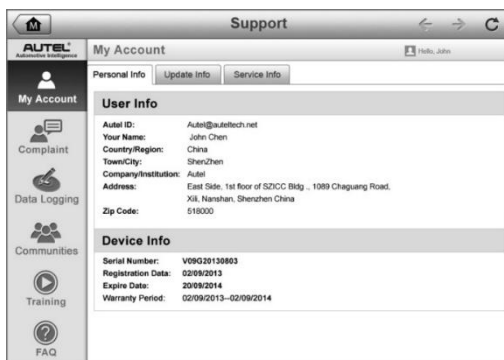 Support
AUTEL
Automotive Intelligence
My Account
Hello, John
Personal Info
Update Info
Service Info
My Account
Complaint
Data Logging
Communities
Training
FAQ
User Info
Autel ID: Autel@auteltech.net
Your Name: John Chen
Country/Region: China
Town/City: ShenZhen
Company/Institution: Autel
Address: East Side, 1st floor of SZICC Bldg ., 1089 Chaguang Road,
Xili, Nanshan, Shenzhen China
Zip Code: 518000
Device Info
Serial Number: V09G20130803
Registration Data: 02/09/2013
Expire Date: 20/09/2014
Warranty Period: 02/09/2013--02/09/2014